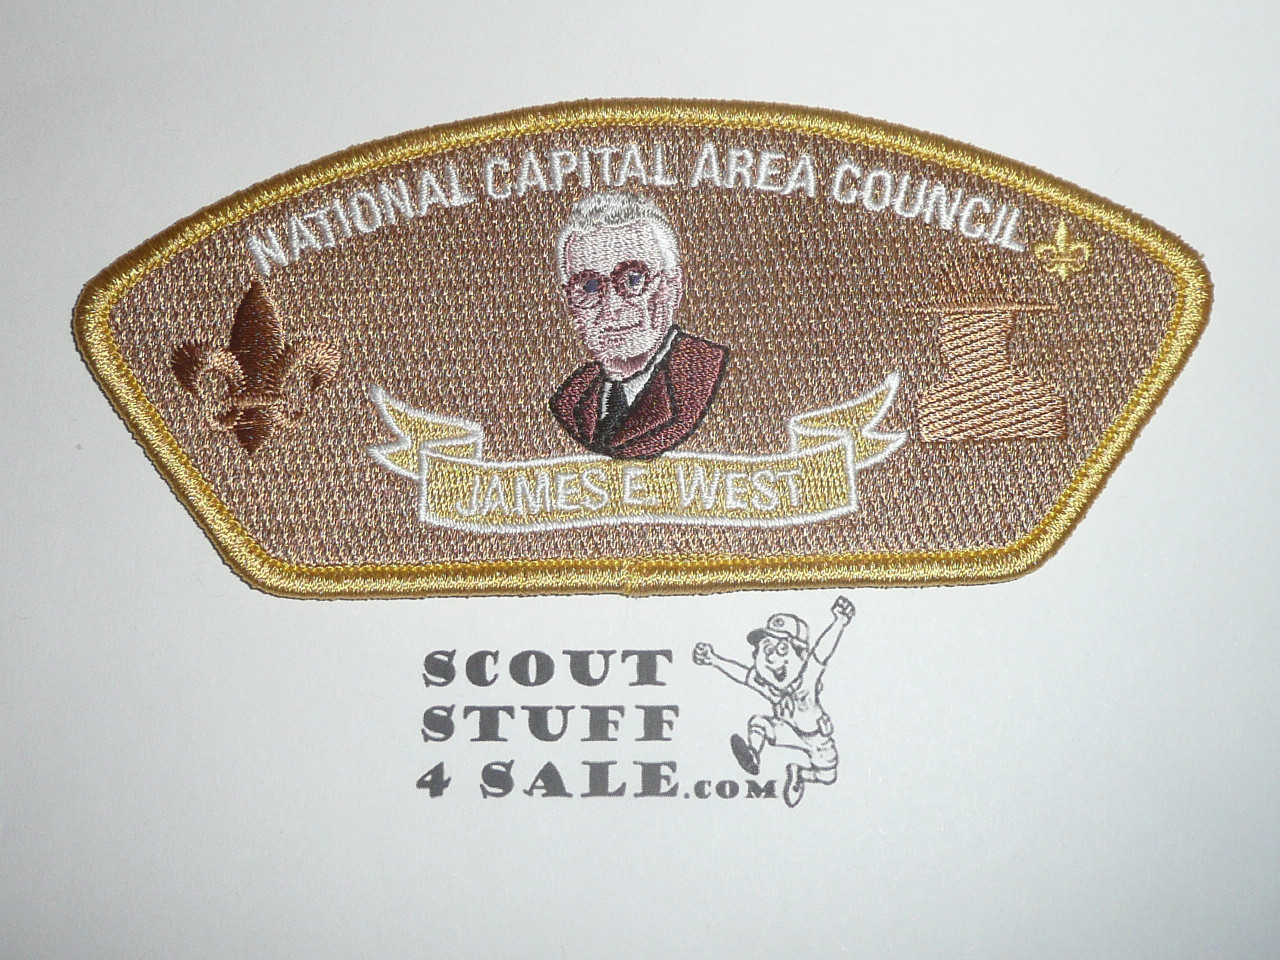 NATIONAL CAPITAL AREA COUNCIL
JAMES E. WEST
SCOUT
STUFF
4 SALE.COM